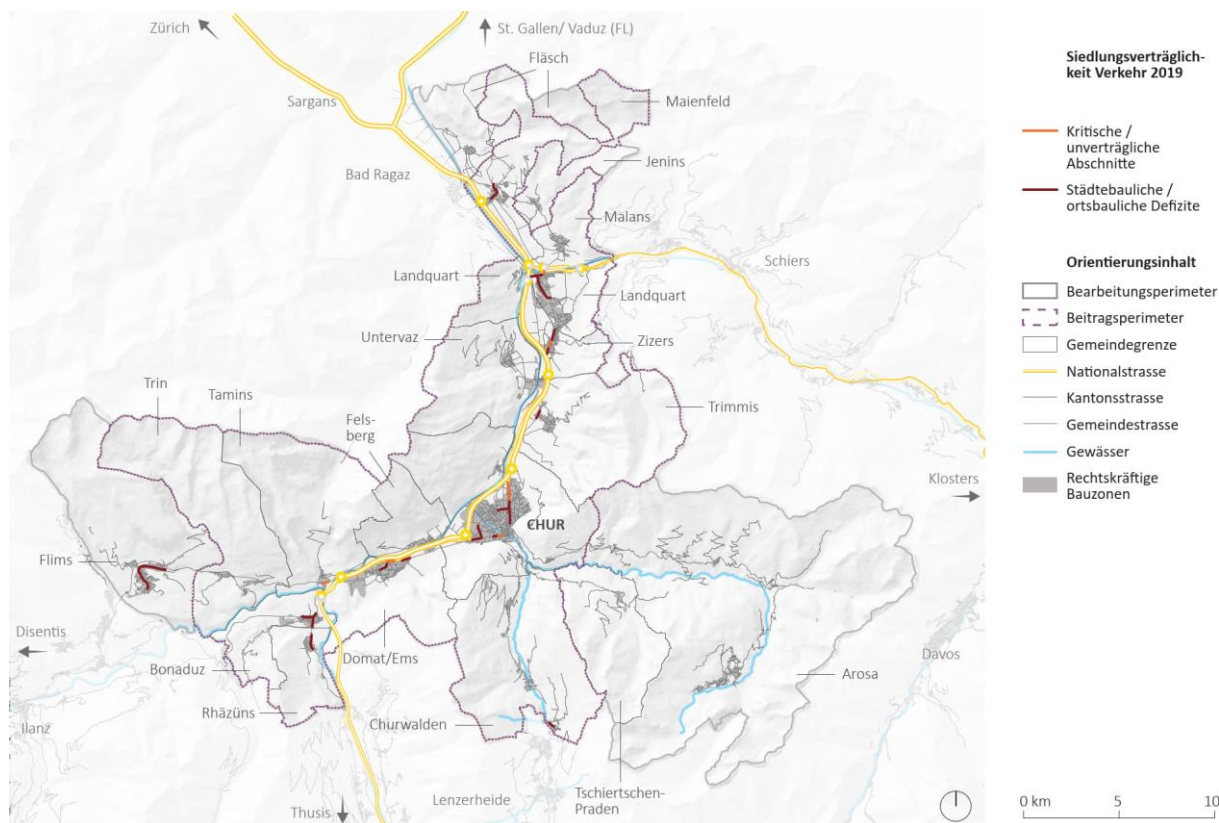 Zürich
St. Gallen/ Vaduz (FL)
Fläsch
Maienfeld
Sargans
Jenins
Bad Ragaz
Malans
Schiers
Landquart
Landquart
Untervaz
Zizers
Trin
Tamins
Trimmis
Fels-
berg
Klosters
CHUR
Flims
Disentis
Bonaduz
Domat/Ems
Davos
Arosa
Rhäzüns
Churwalden
Ilanz
Tschiertschen-
Praden
Thusis
Lenzerheide
Siedlungsverträglich-
keit Verkehr 2019
Kritische /
unverträgliche
Abschnitte
Städtebauliche /
ortsbauliche Defizite
Orientierungsinhalt
Bearbeitungsperimeter
Beitragsperimeter
Gemeindegrenze
Nationalstrasse
Kantonsstrasse
Gemeindestrasse
Gewässer
Rechtskräftige
Bauzonen
0 km 5 10